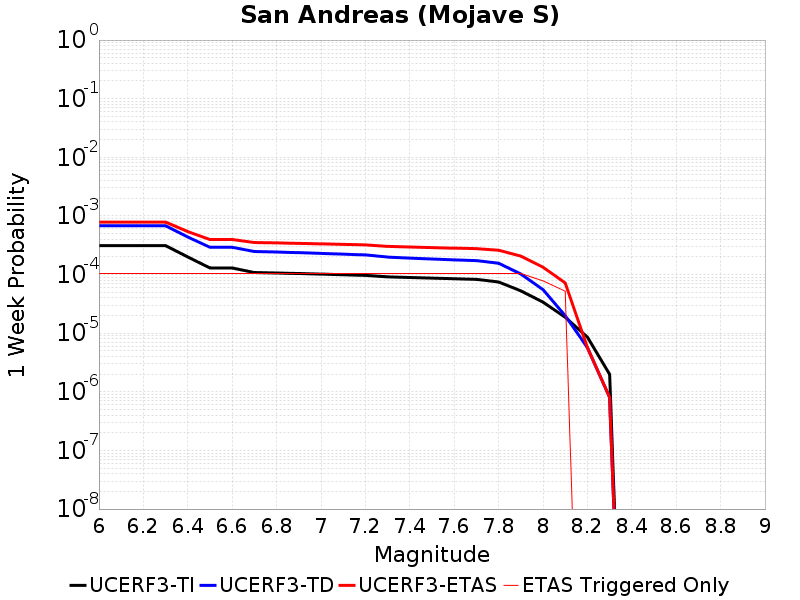 San Andreas (Mojave S)
1 Week Probability
10^0
10^-1
10^-2
10^-3
10^-4
10^-5
10^-6
10^-7
10^-8
6 6.2 6.4 6.6 6.8 7 7.2 7.4 7.6 7.8 8 8.2 8.4 8.6 8.8 9
Magnitude
UCERF3-TI UCERF3-TD UCERF3-ETAS ETAS Triggered Only